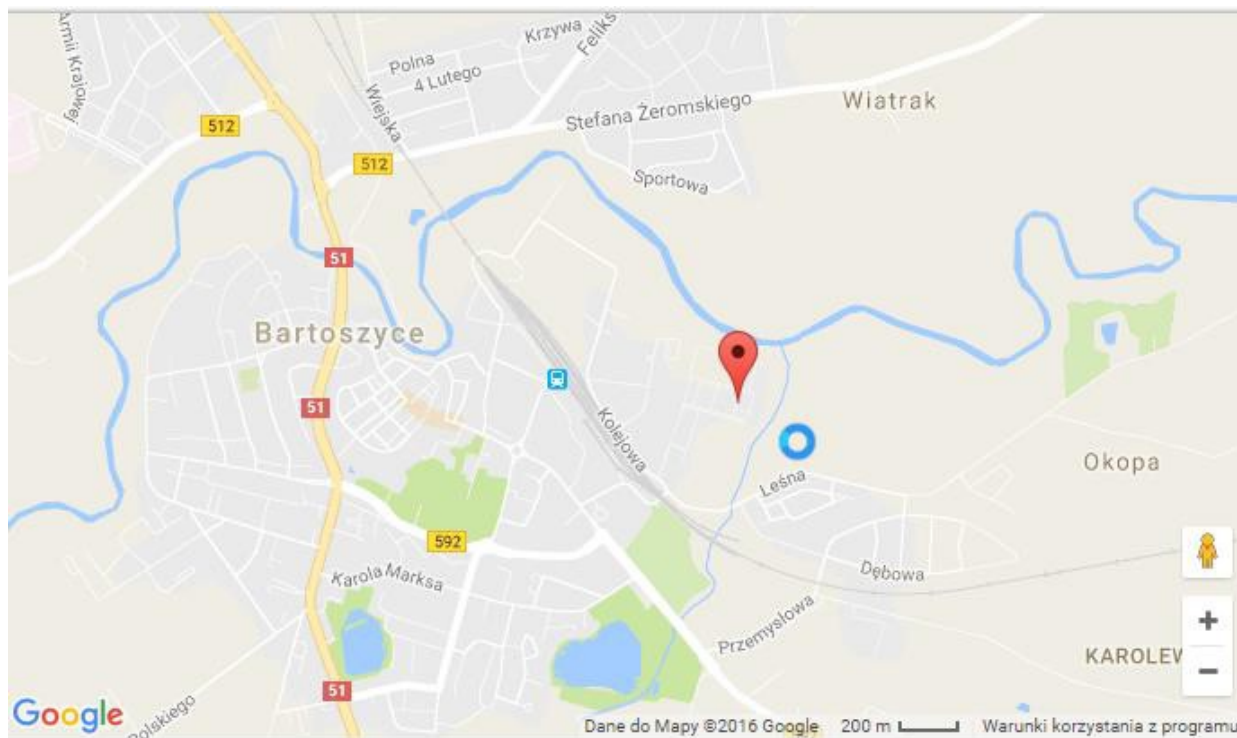 Armii Krajowej
Krzywa
Feliks
Polna
4 Lutego
Wiejska
Stefana Żeromskiego
Wiatrak
512
512
Sportowa
51
Bartoszyce
51
Kolejowa
Leśna
Okopa
592
Karola Marksa
Dębowa
Przemysłowa
KAROLEW
+
−
51
Polskiego
Google
Dane do Mapy ©2016 Google 200 m Warunki korzystania z programu